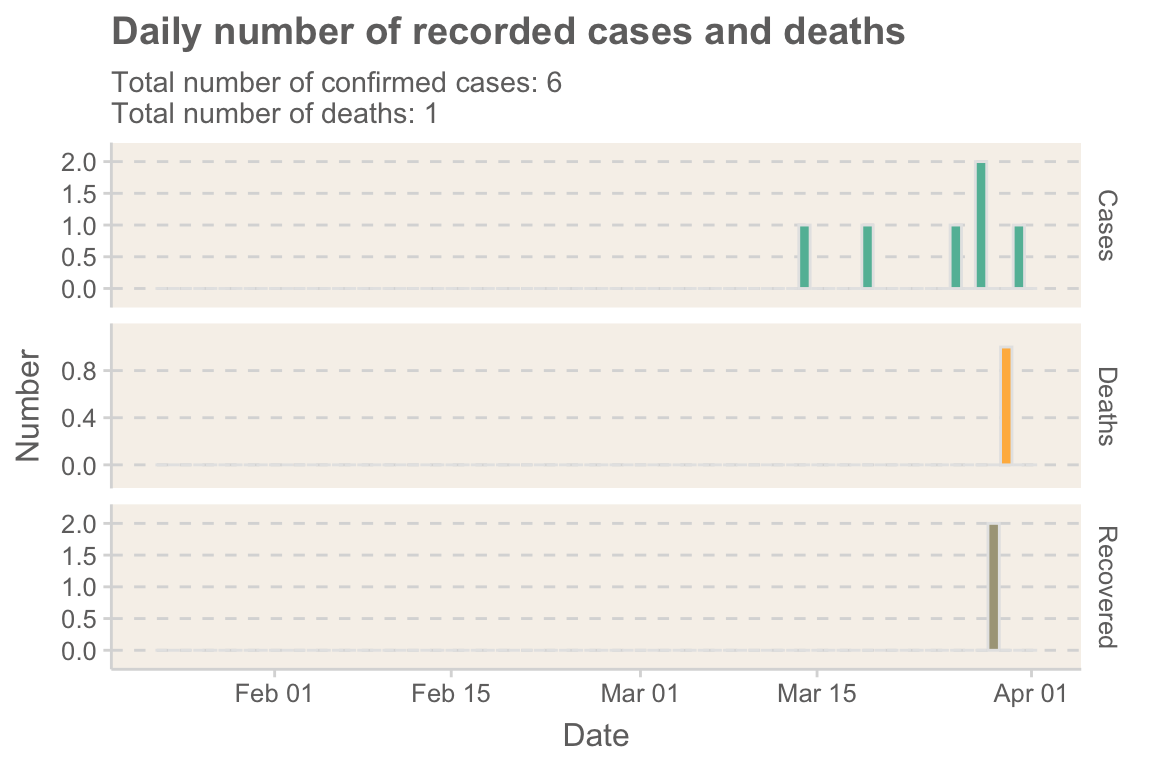 Daily number of recorded cases and deaths
Total number of confirmed cases: 6
Total number of deaths: 1
2.0
1.5
1.0
0.5
0.0
Cases
Number
0.8
0.4
0.0
Deaths
2.0
1.5
1.0
0.5
0.0
Recovered
Feb 01 Feb 15 Mar 01 Mar 15 Apr 01
Date